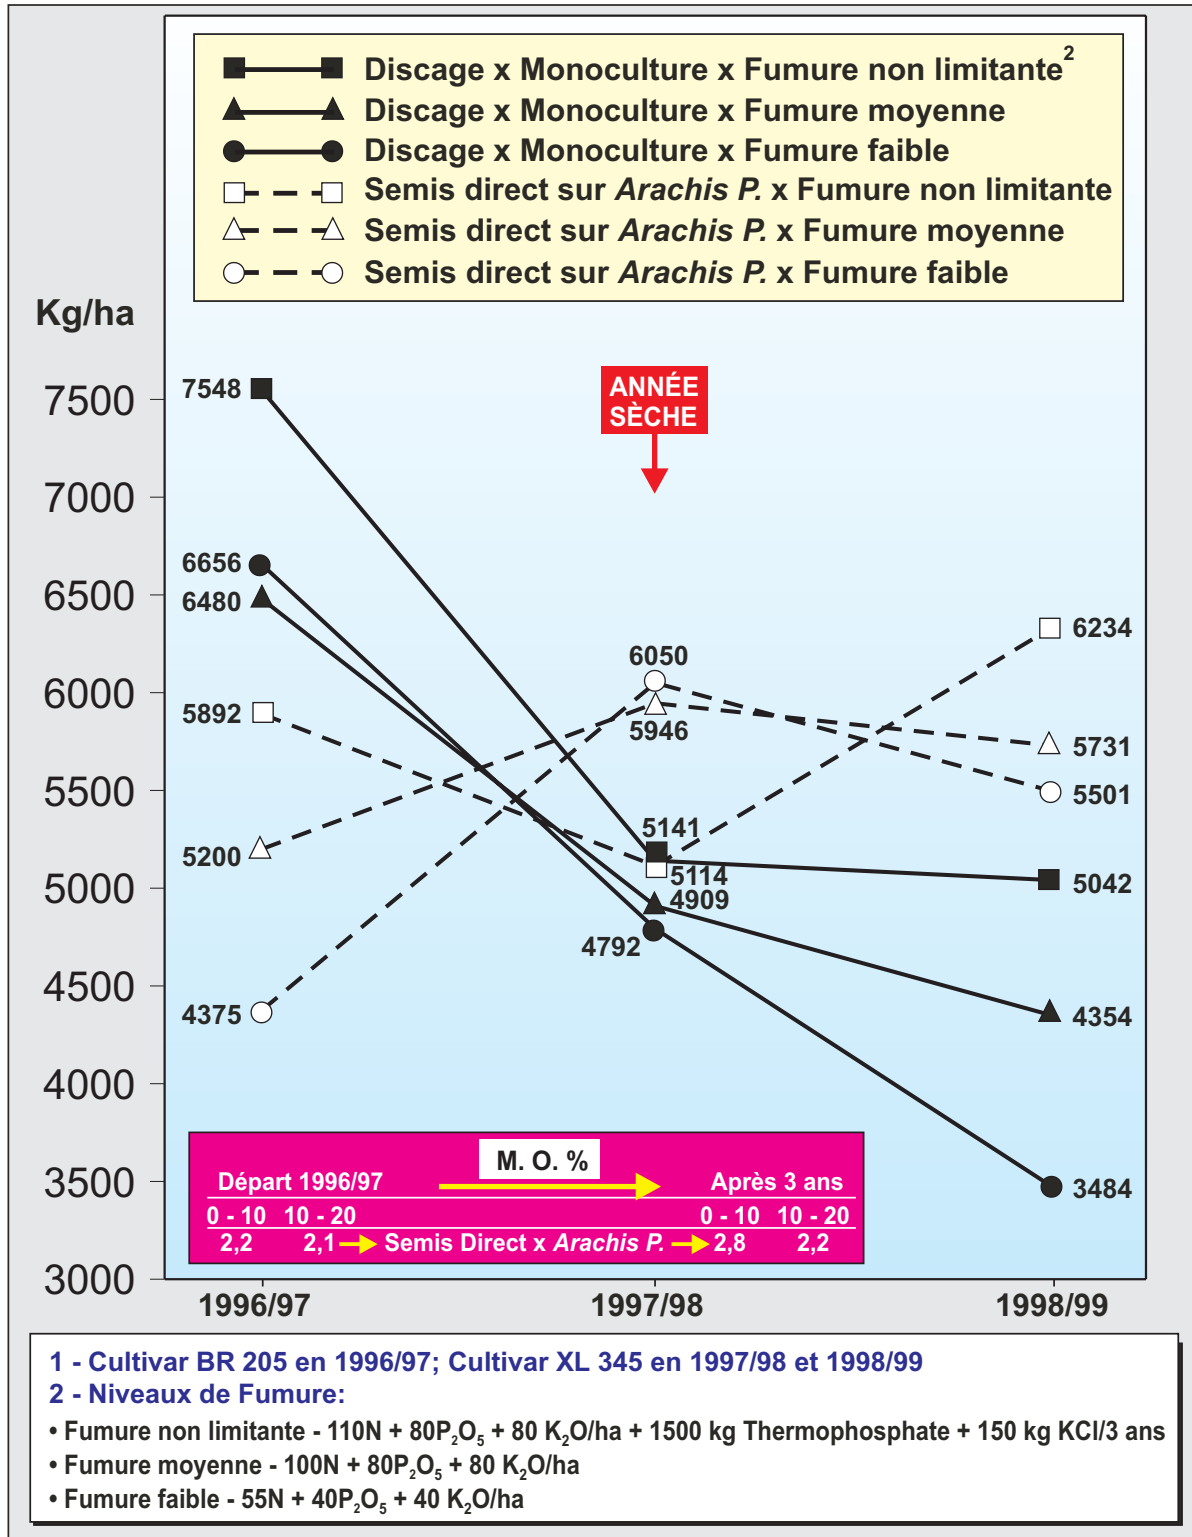 Discage x Monoculture x Fumure non limitante²
Discage x Monoculture x Fumure moyenne
Discage x Monoculture x Fumure faible
Semis direct sur Arachis P. x Fumure non limitante
Semis direct sur Arachis P. x Fumure moyenne
Semis direct sur Arachis P. x Fumure faible
Kg/ha
7500
7000
6500
6000
5500
5000
4500
4000
3500
3000
ANNÉE
SÈCHE
7548
6656
6480
5892
5200
4375
6050
5946
5141
5114
4909
4792
6234
5731
5501
5042
4354
3484
M. O. %
Départ 1996/97 Après 3 ans
0 - 10 10 - 20 0 - 10 10 - 20
2,2 2,1 Semis Direct x Arachis P. 2,8 2,2
1996/97 1997/98 1998/99
1 - Cultivar BR 205 en 1996/97; Cultivar XL 345 en 1997/98 et 1998/99
2 - Niveaux de Fumure:
• Fumure non limitante - 110N + 80P₂O₅ + 80 K₂O/ha + 1500 kg Thermophosphate + 150 kg KCl/3 ans
• Fumure moyenne - 100N + 80P₂O₅ + 80 K₂O/ha
• Fumure faible - 55N + 40P₂O₅ + 40 K₂O/ha